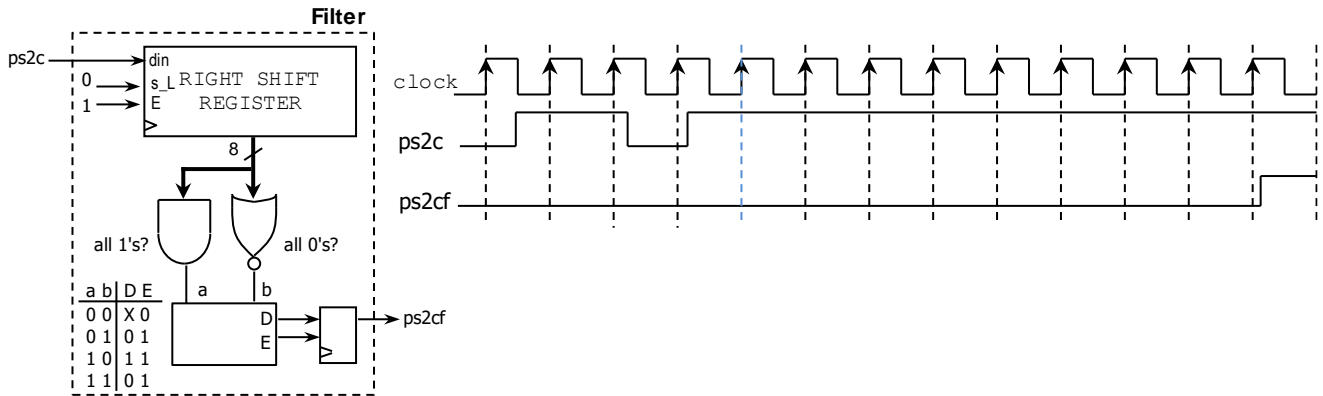 Filter
ps2c
din
0
s_L
RIGHT SHIFT
1
E
REGISTER
8
all 1's?
all 0's?
a
b
a b D E
0 0 X 0
0 1 0 1
1 0 1 1
1 1 0 1
D
E
ps2cf
clock
ps2c
ps2cf